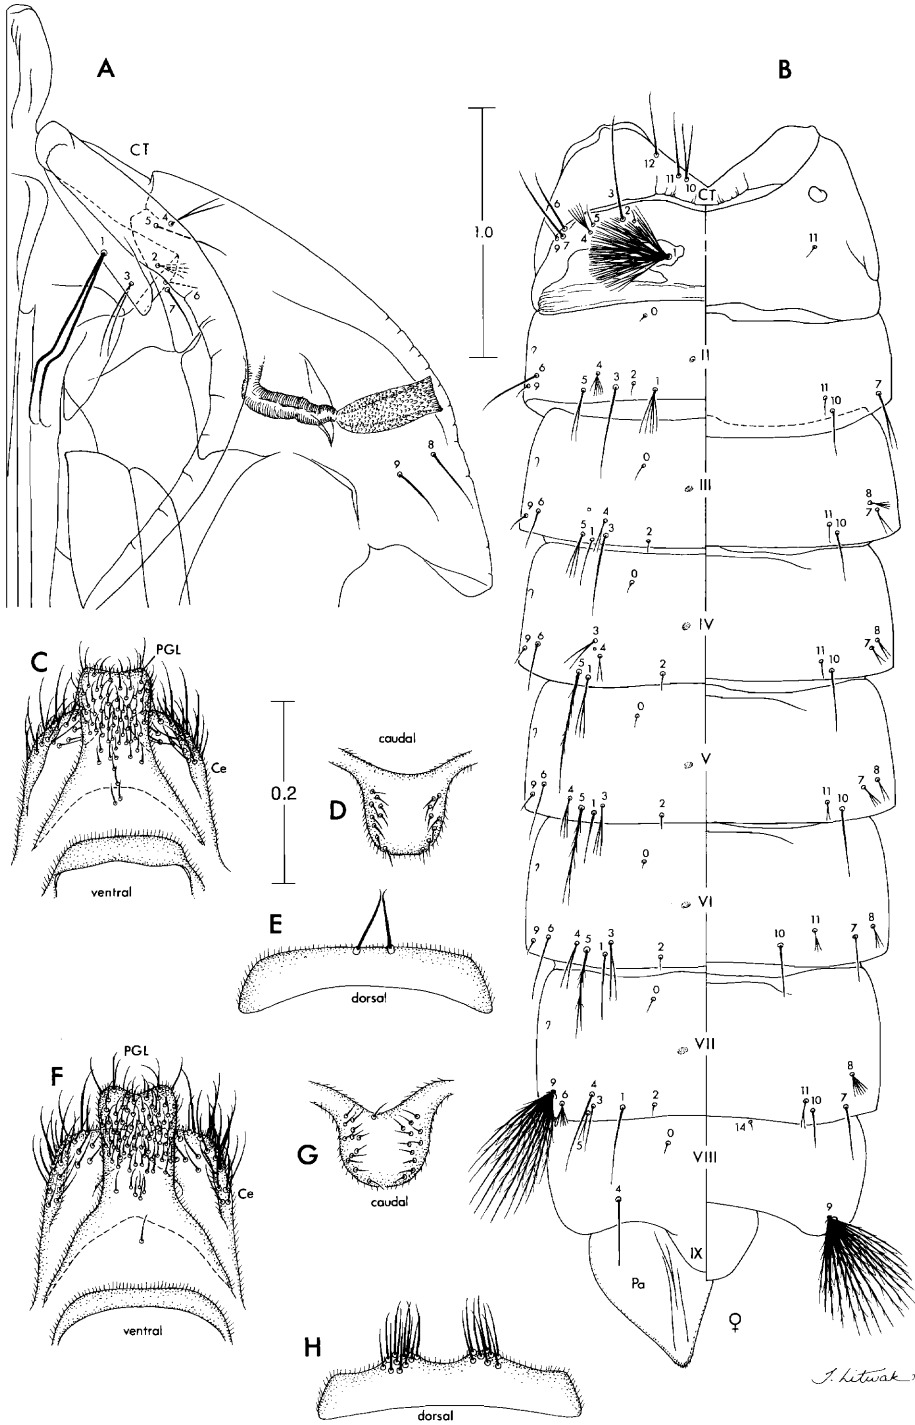 A
B
CT
5 4
1
2
3
6
7
8
9
1.0
12
11 10
CT
3
6
5 2
9 7 4
1
11
0
II
6 4
9 5 3 2 1
11 10 7
0
III
9 6 4
5 1 3 2
8
11 10 7
0
IV
9 6 3
4
5 1 2
8
11 10 7
0
V
9 6 4 3
5 1 2
7 8
11 10
0
VI
9 6 4 5 1 3 2
10 11 7 8
0
VII
9 6 4
3 1 2
5
8
11 10 7
0
14
VIII
4
9
IX
Pa
♀
C
PGL
Ce
ventral
0.2
caudal
D
E
dorsal
F
PGL
Ce
ventral
G
caudal
H
dorsal
T. Litwak